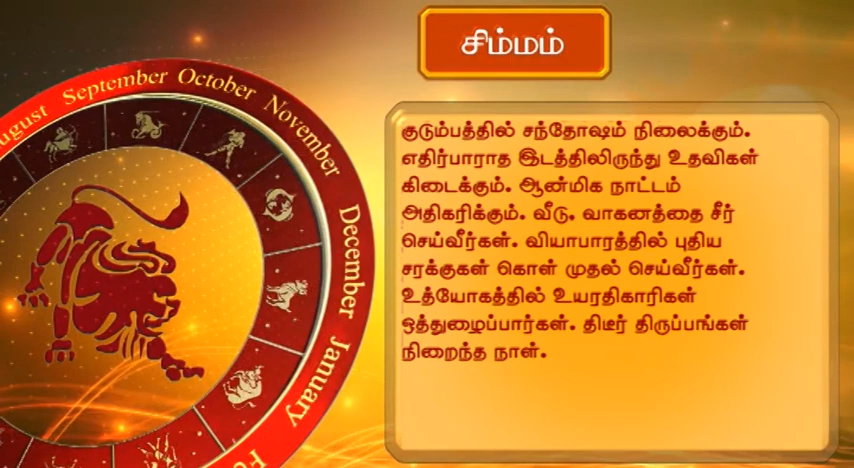 சிம்மம்
குடும்பத்தில் சந்தோஷம் நிலைக்கும்.
எதிர்பாராத இடத்திலிருந்து உதவிகள்
கிடைக்கும். ஆன்மிக நாட்டம்
அதிகரிக்கும். வீடு, வாகனத்தை சீர்
செய்வீர்கள். வியாபாரத்தில் புதிய
சரக்குகள் கொள் முதல் செய்வீர்கள்.
உத்யோகத்தில் உயரதிகாரிகள்
ஒத்துழைப்பார்கள். திடீர் திருப்பங்கள்
நிறைந்த நாள்.
ugust September October November December January